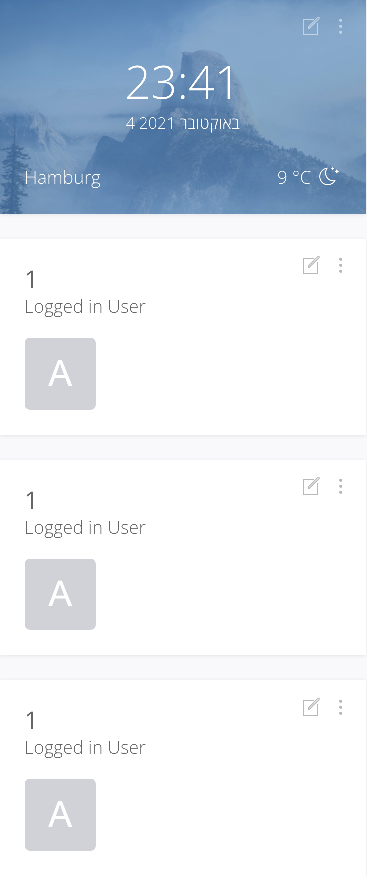 23:41
4 באוקטובר 2021
Hamburg
9 °C
1
Logged in User
A
1
Logged in User
A
1
Logged in User
A